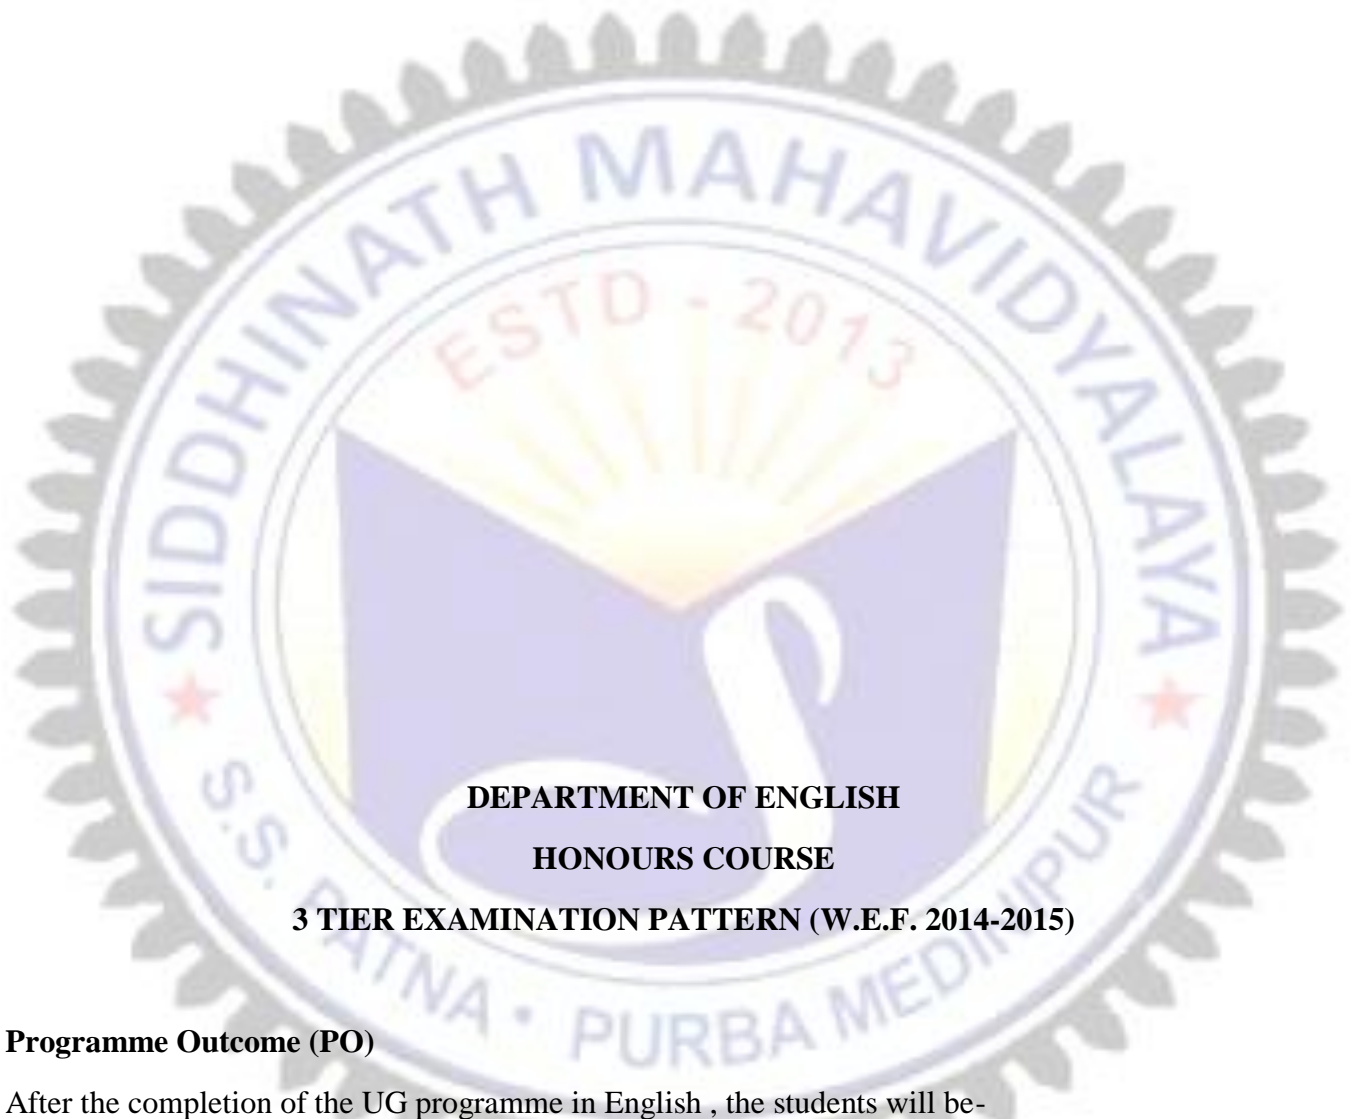 SIDDHINATH MAHAVIDYALAYA
ESTD - 2013
S.S. PATNA • PURBA MEDINIPUR
DEPARTMENT OF ENGLISH
HONOURS COURSE
3 TIER EXAMINATION PATTERN (W.E.F. 2014-2015)
Programme Outcome (PO)
After the completion of the UG programme in English , the students will be-